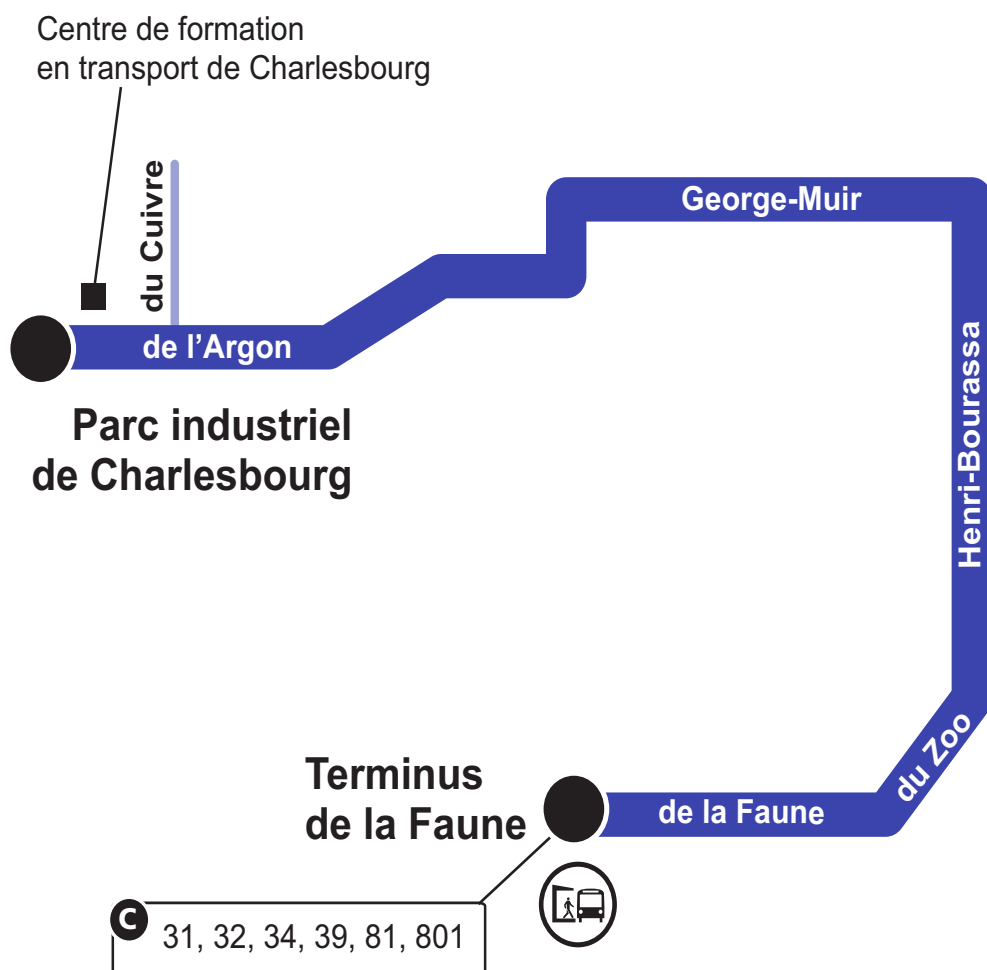 Centre de formation
en transport de Charlesbourg
du Cuivre
George-Muir
de l'Argon
Henri-Bourassa
Parc industriel
de Charlesbourg
du Zoo
Terminus
de la Faune
de la Faune
C 31, 32, 34, 39, 81, 801